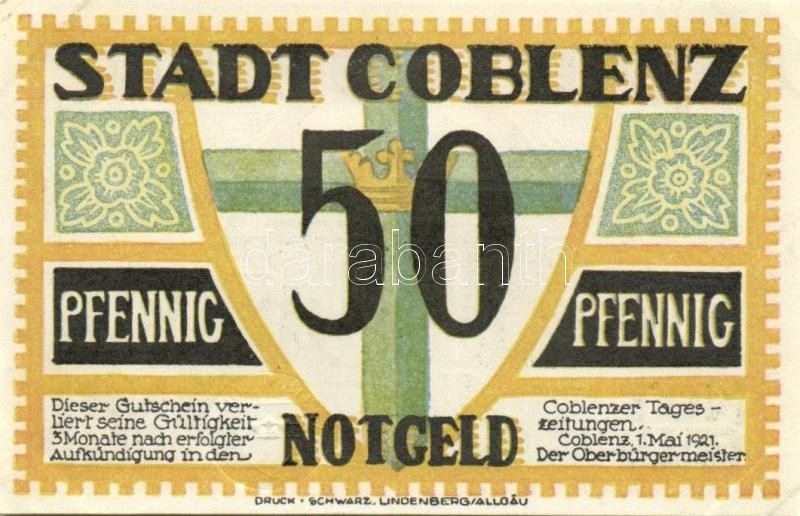 STADT COBLENZ
50
PFENNIG
PFENNIG
darabanth
Dieser Gutschein ver-
liert seine Gültigkeit
3 Monate nach erfolgter
Aufkündigung in den
NOTGELD
Coblenzer Tages-
zeitungen.
Coblenz, 1. Mai 1921.
Der Oberbürgermeister
DRUCK · SCHWARZ, LINDENBERG/ALLGÄU